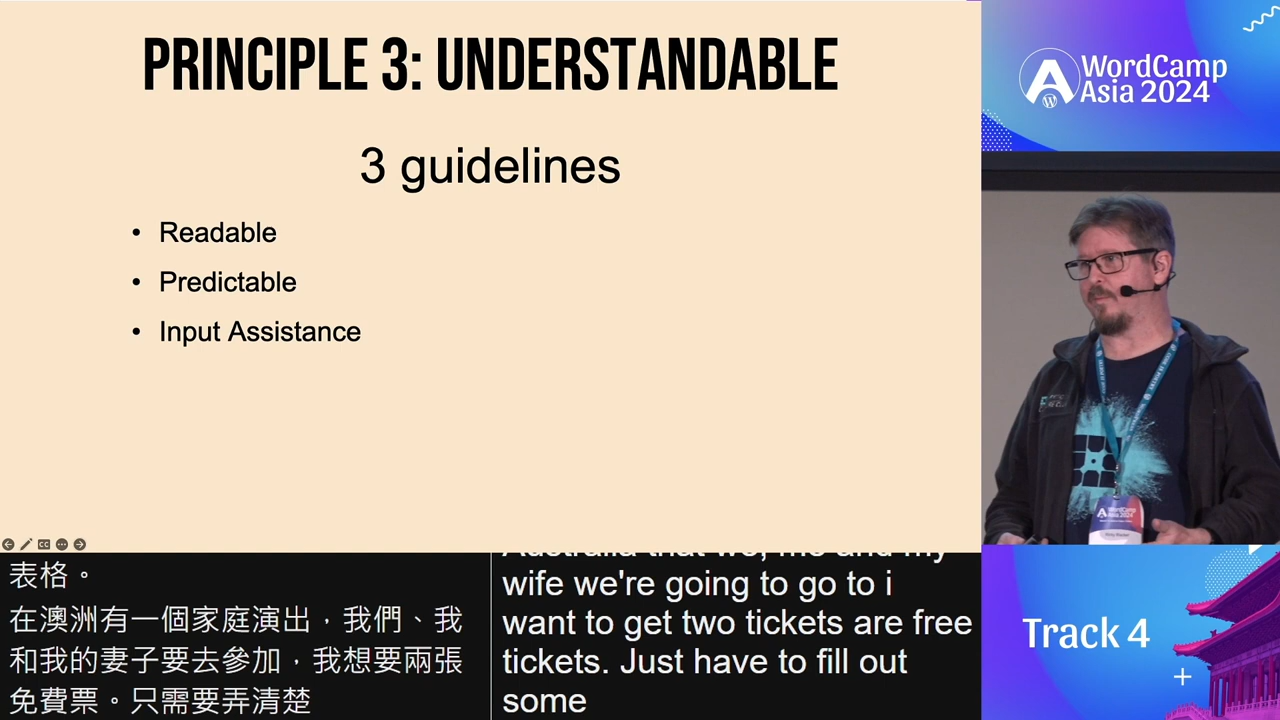 PRINCIPLE 3: UNDERSTANDABLE
3 guidelines
• Readable
• Predictable
• Input Assistance
表格。
在澳洲有一個家庭演出，我們、我
和我的妻子要去參加，我想要兩張
免費票。只需要弄清楚
Australia that we, me and my
wife we're going to go to i
want to get two tickets are free
tickets. Just have to fill out
some
WordCamp
Asia 2024
WordCamp
Asia 2024
Track 4